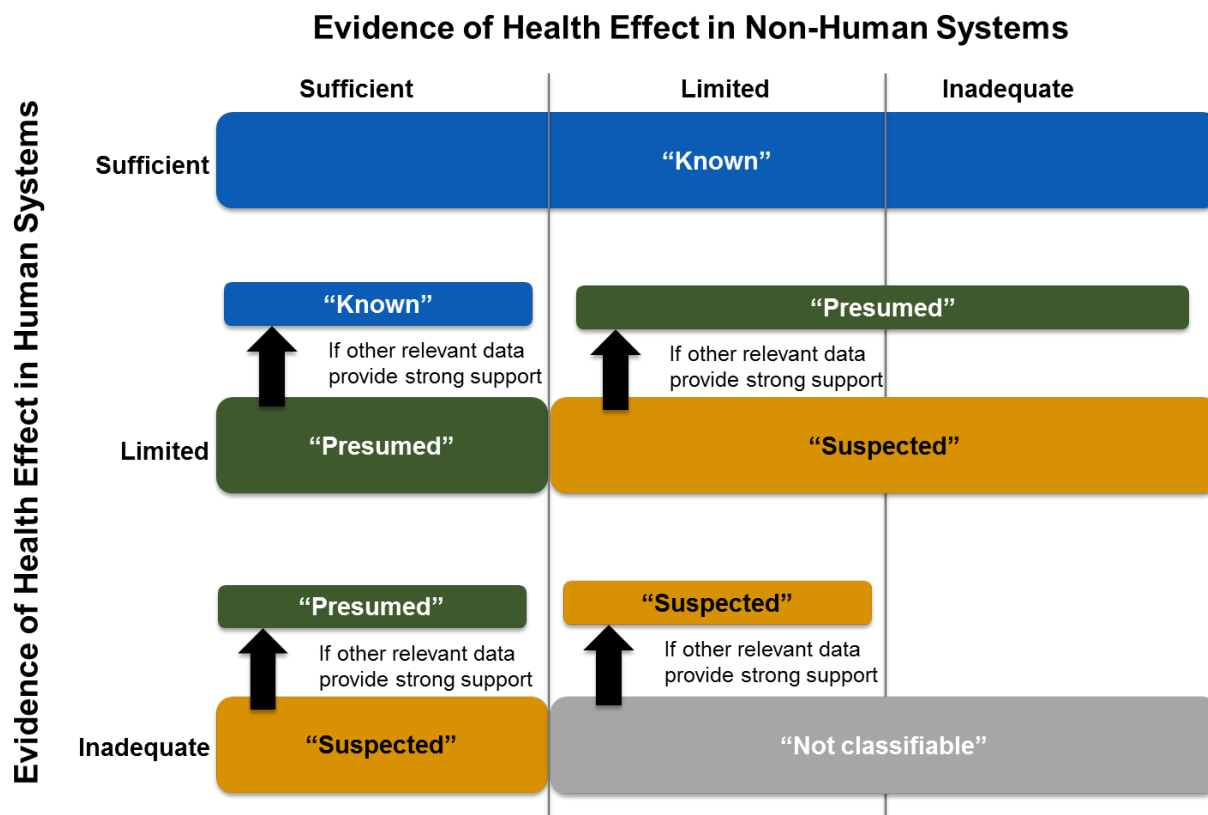 Evidence of Health Effect in Non-Human Systems
Evidence of Health Effect in Human Systems
Sufficient
Limited
Inadequate
Sufficient
“Known”
“Known”
“Presumed”
If other relevant data
provide strong support
If other relevant data
provide strong support
Limited
“Presumed”
“Suspected”
“Presumed”
“Suspected”
If other relevant data
provide strong support
If other relevant data
provide strong support
Inadequate
“Suspected”
“Not classifiable”